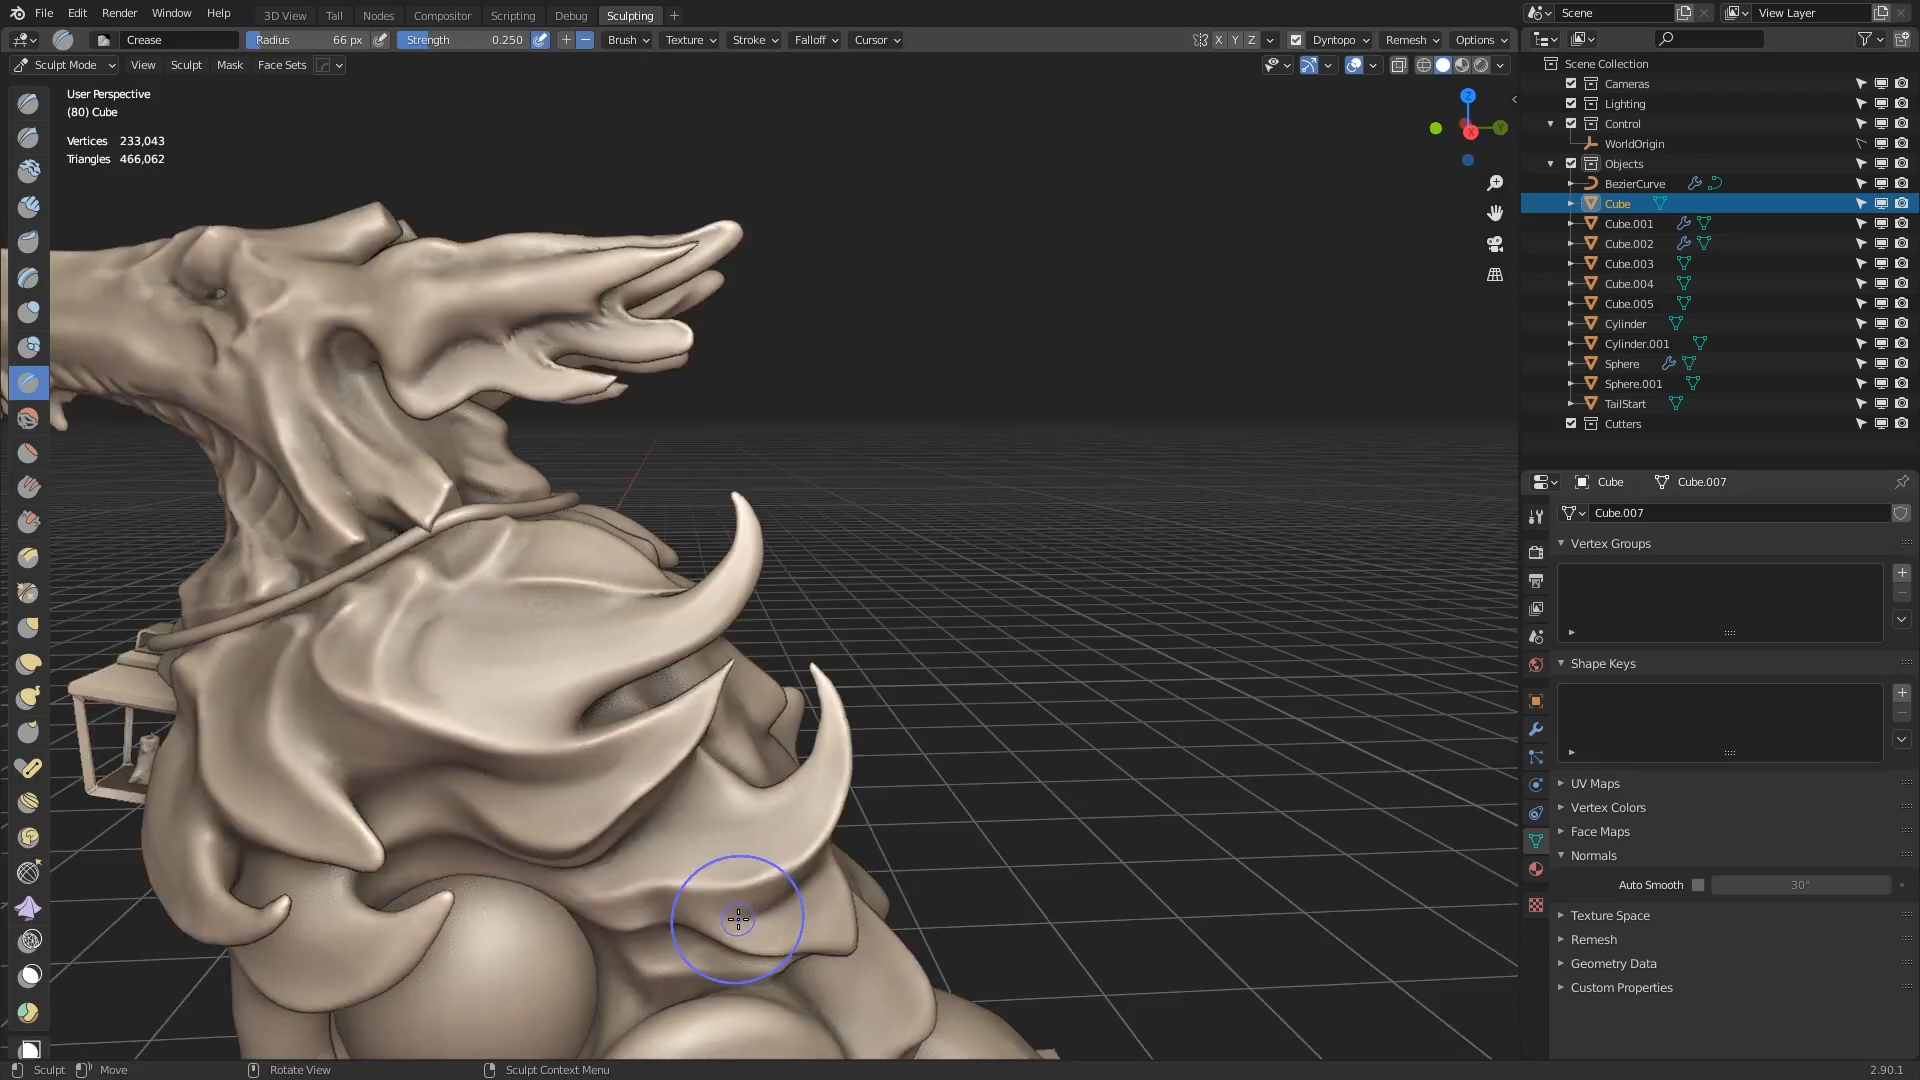 File Edit Render Window Help 3D View Tall Nodes Compositor Scripting Debug Sculpting Scene View Layer
Crease Radius 66 px Strength 0.250 Brush Texture Stroke Falloff Cursor X Y Z Dyntopo Remesh Options
Sculpt Mode View Sculpt Mask Face Sets
User Perspective
(80) Cube
Vertices 233,043
Triangles 466,062
Z
Y
X
Scene Collection
Cameras
Lighting
Control
WorldOrigin
Objects
BezierCurve
Cube
Cube.001
Cube.002
Cube.003
Cube.004
Cube.005
Cylinder
Cylinder.001
Sphere
Sphere.001
TailStart
Cutters
Cube Cube.007
Cube.007
Vertex Groups
Shape Keys
UV Maps
Vertex Colors
Face Maps
Normals
Auto Smooth 30°
Texture Space
Remesh
Geometry Data
Custom Properties
Sculpt Move Rotate View Sculpt Context Menu 2.90.1